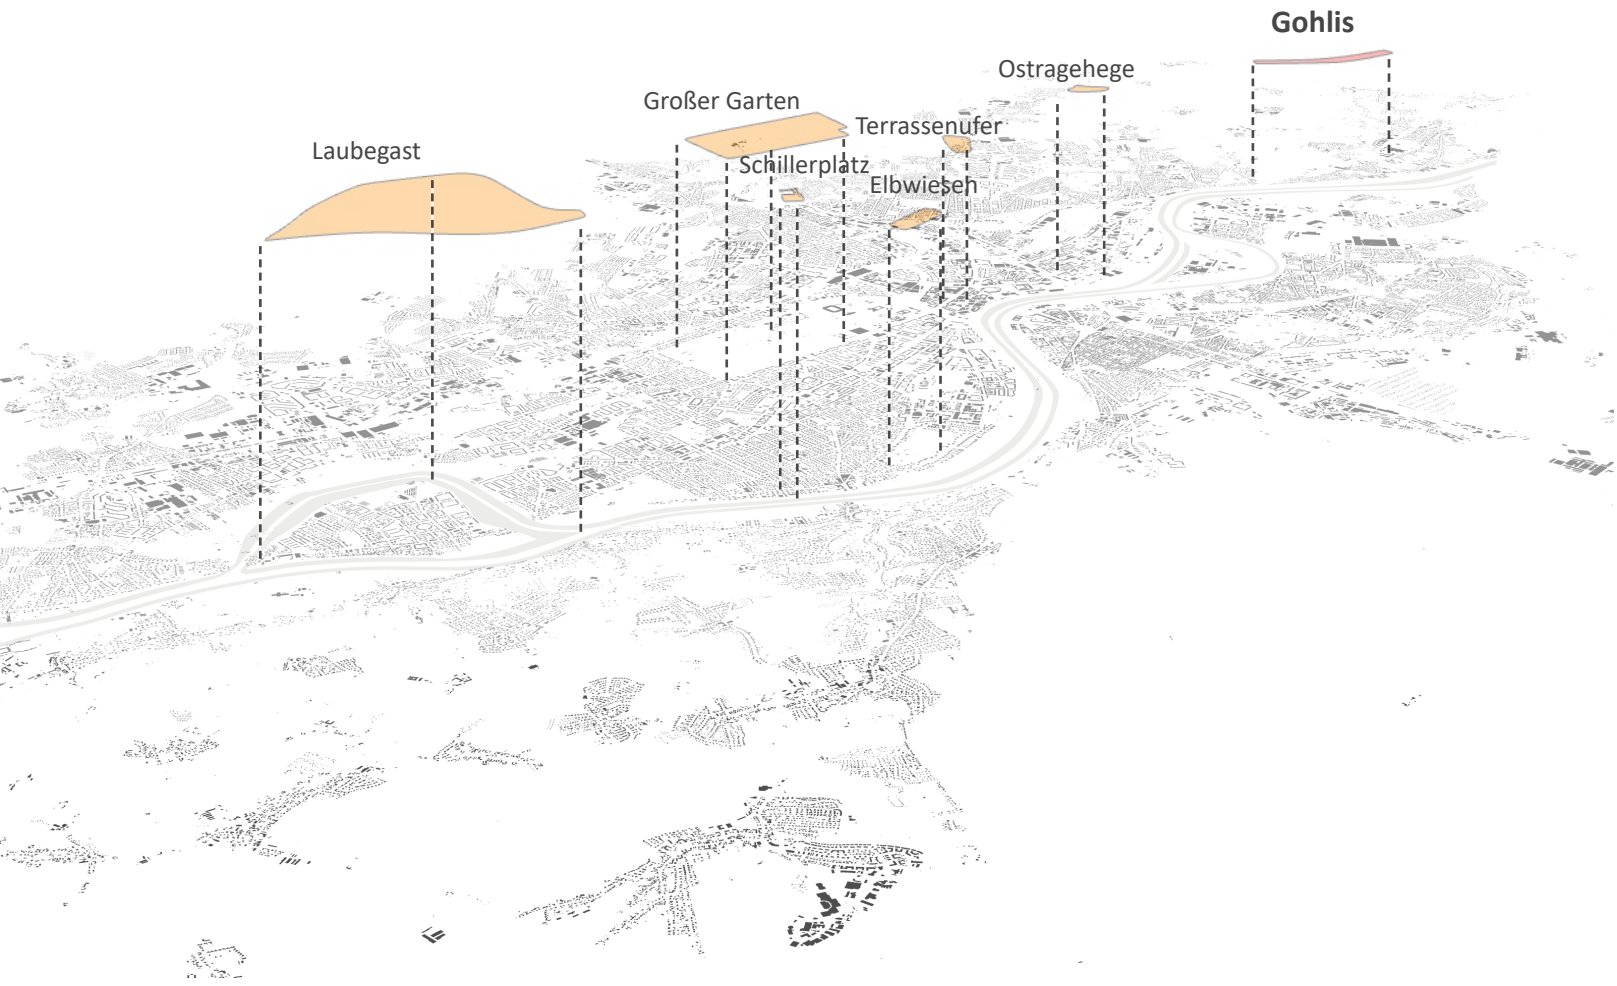 Gohlis
Ostragehege
Großer Garten
Terrassenufer
Laubegast
Schillerplatz
Elbwiesen